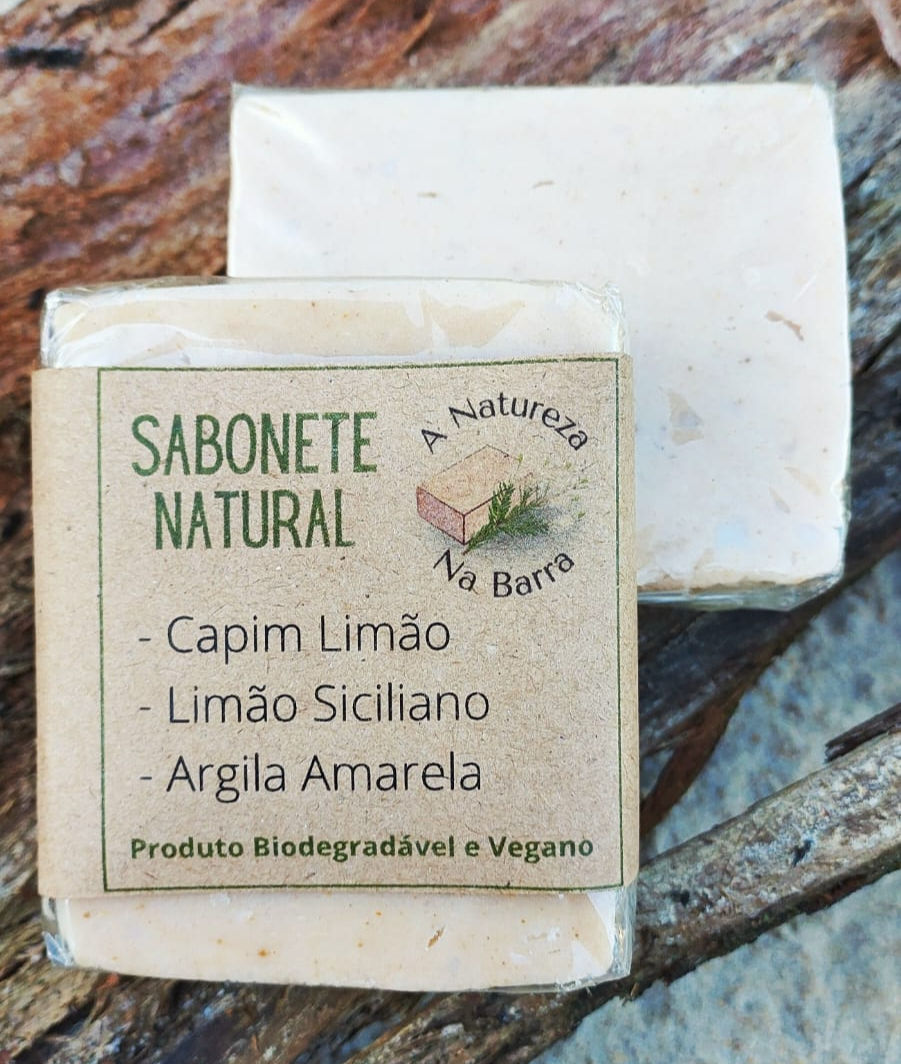 SABONETE
NATURAL
A Natureza
Na Barra
- Capim Limão
- Limão Siciliano
- Argila Amarela
Produto Biodegradável e Vegano